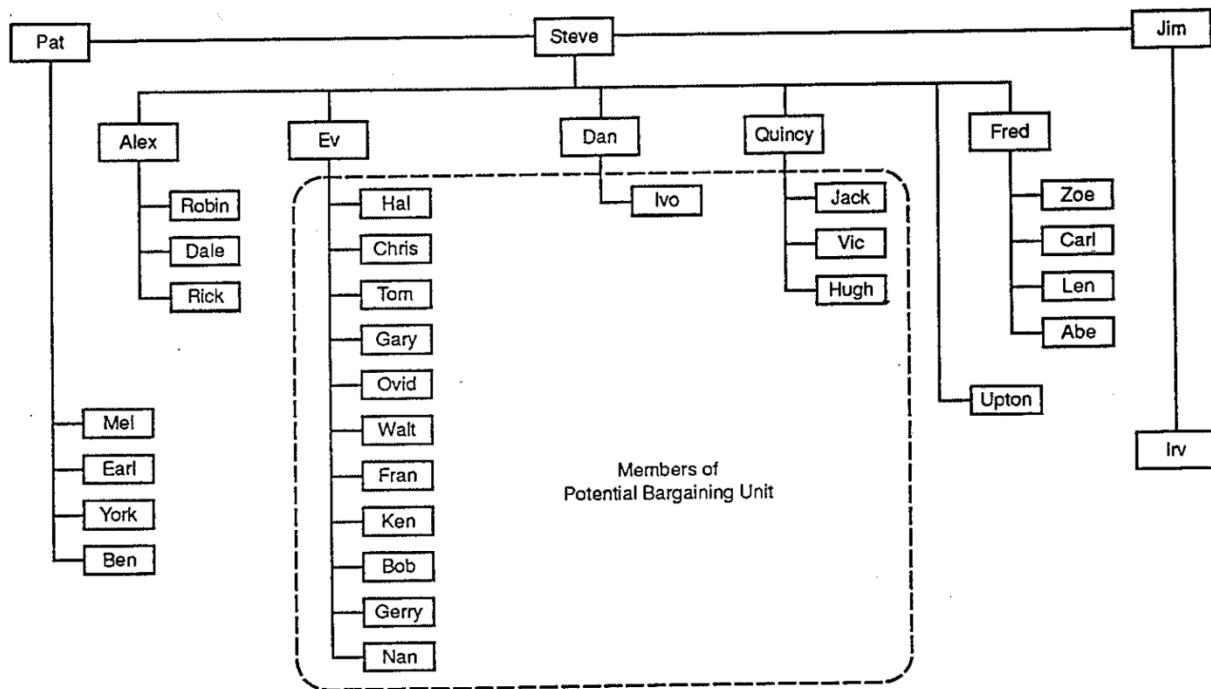 Pat
Steve
Jim
Alex
Ev
Dan
Quincy
Fred
Robin
Dale
Rick
Hal
Chris
Tom
Gary
Ovid
Walt
Fran
Ken
Bob
Gerry
Nan
Ivo
Jack
Vic
Hugh
Zoe
Carl
Len
Abe
Upton
Irv
Mel
Earl
York
Ben
Members of
Potential Bargaining Unit